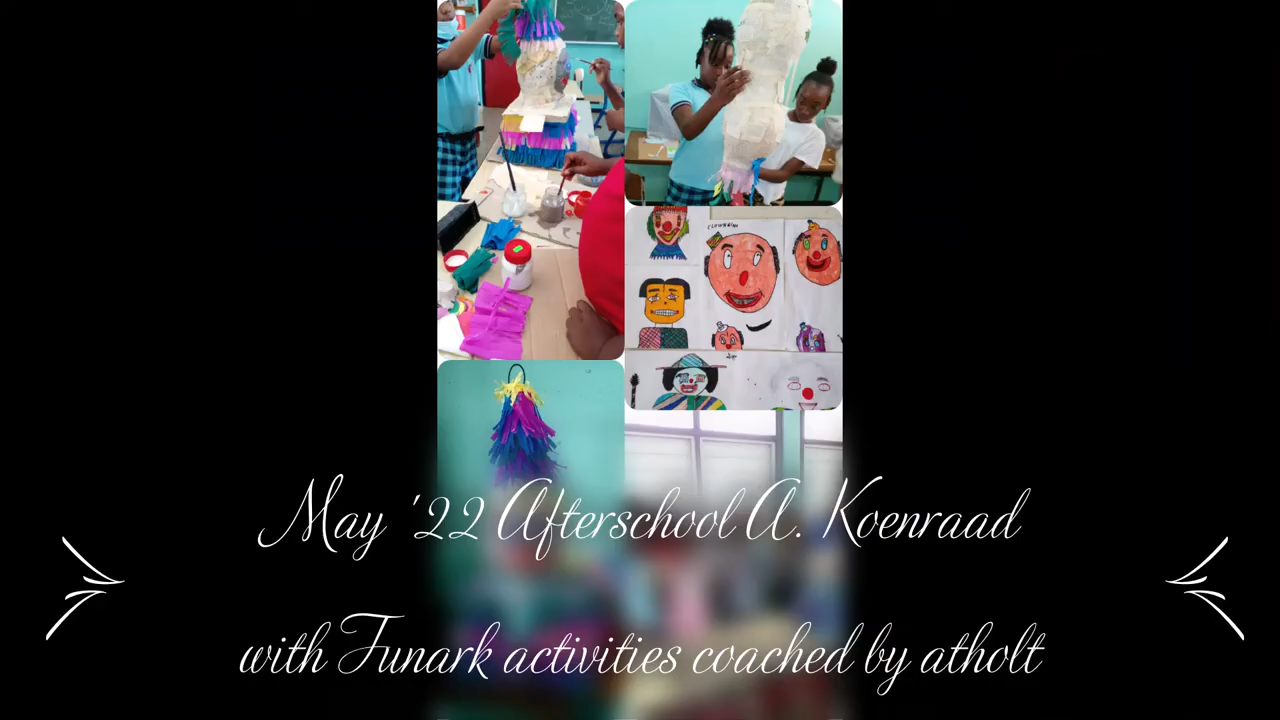 May '22 Afterschool A. Koenraad
with Funark activities coached by atholt